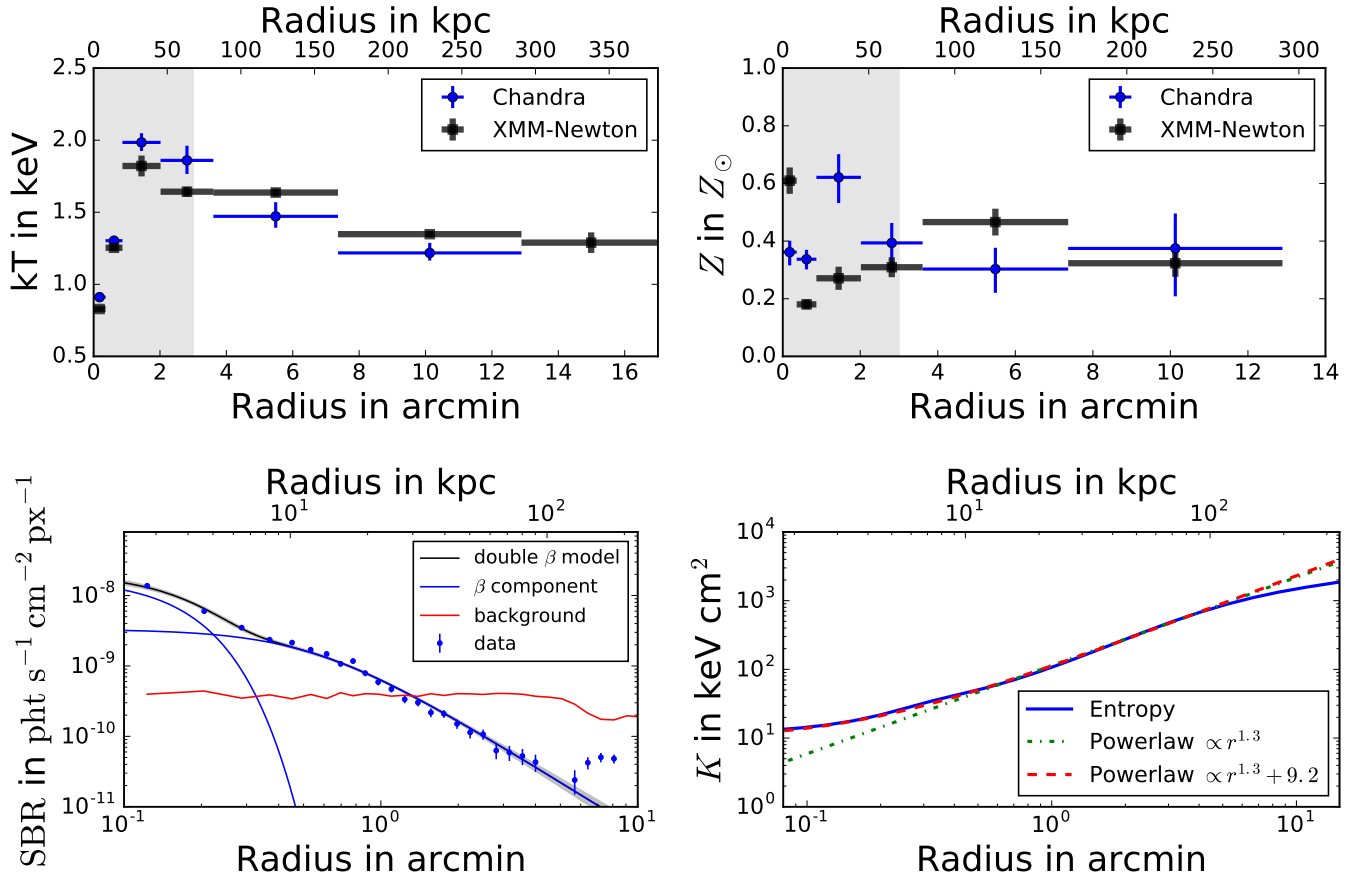 Radius in kpc
0 50 100 150 200 250 300 350
2.5
2.0
1.5
1.0
0.5
kT in keV
Chandra
XMM-Newton
0 2 4 6 8 10 12 14 16
Radius in arcmin
Radius in kpc
0 50 100 150 200 250 300
1.0
0.8
0.6
0.4
0.2
0.0
Z in Z⊙
Chandra
XMM-Newton
0 2 4 6 8 10 12 14
Radius in arcmin
Radius in kpc
10¹ 10²
10⁻⁸
10⁻⁹
10⁻¹⁰
10⁻¹¹
SBR in pht s⁻¹ cm⁻² px⁻¹
double β model
β component
background
data
10⁻¹ 10⁰ 10¹
Radius in arcmin
Radius in kpc
10¹ 10²
10⁴
10³
10²
10¹
10⁰
K in keV cm²
Entropy
Powerlaw ∝r¹·³
Powerlaw ∝r¹·³+9.2
10⁻¹ 10⁰ 10¹
Radius in arcmin